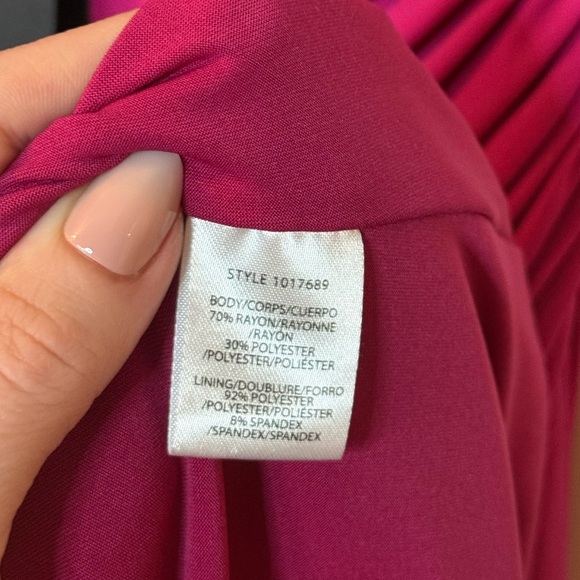 STYLE 1017689
BODY/CORPS/CUERPO
70% RAYON/RAYONNE
/RAYÓN
30% POLYESTER
/POLYESTER/POLIÉSTER
LINING/DOUBLURE/FORRO
92% POLYESTER
/POLYESTER/POLIÉSTER
8% SPANDEX
/SPANDEX/SPANDEX